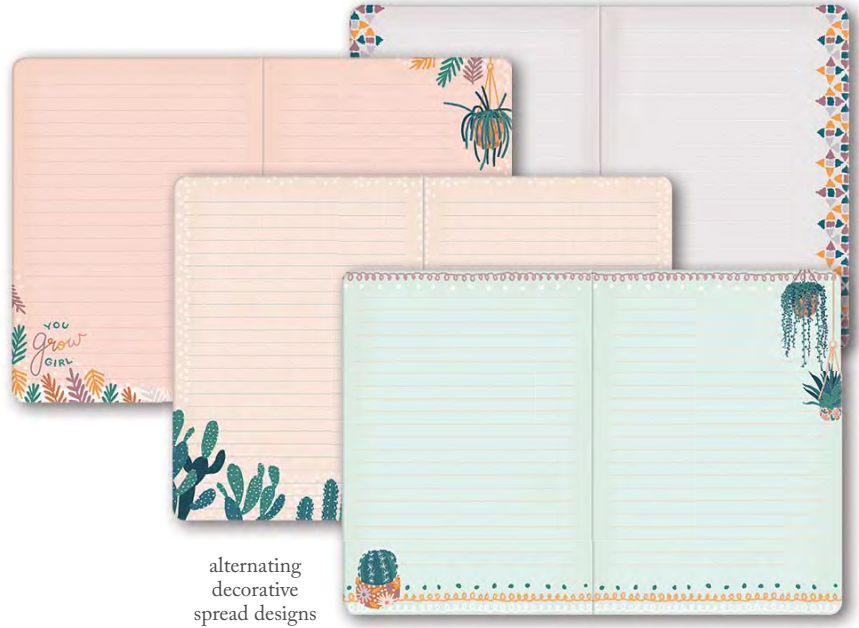 YOU
grow
GIRL
alternating
decorative
spread designs